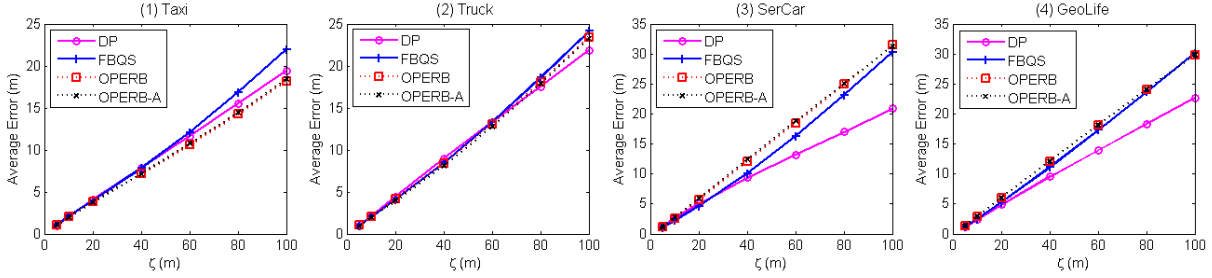 (1) Taxi
Average Error (m)
25
20
15
10
5
0
DP
FBQS
OPERB
OPERB-A
0 20 40 60 80 100
ζ (m)
(2) Truck
Average Error (m)
25
20
15
10
5
0
DP
FBQS
OPERB
OPERB-A
0 20 40 60 80 100
ζ (m)
(3) SerCar
Average Error (m)
35
30
25
20
15
10
5
0
DP
FBQS
OPERB
OPERB-A
0 20 40 60 80 100
ζ (m)
(4) GeoLife
Average Error (m)
35
30
25
20
15
10
5
0
DP
FBQS
OPERB
OPERB-A
0 20 40 60 80 100
ζ (m)